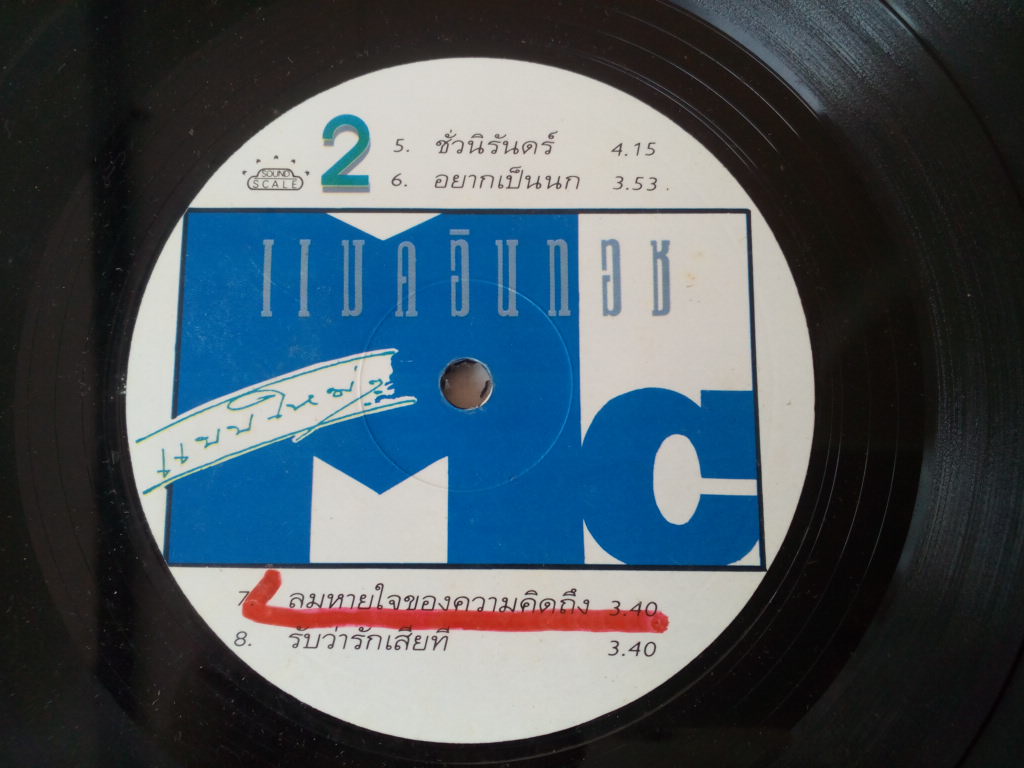 2
SOUND
SCALE
5. ชั่วนิรันดร์ 4.15
6. อยากเป็นนก 3.53.
แมคอินทอช
แบบใหม่ๆ
Mc
7. ลมหายใจของความคิดถึง 3.40
8. รับว่ารักเสียที 3.40